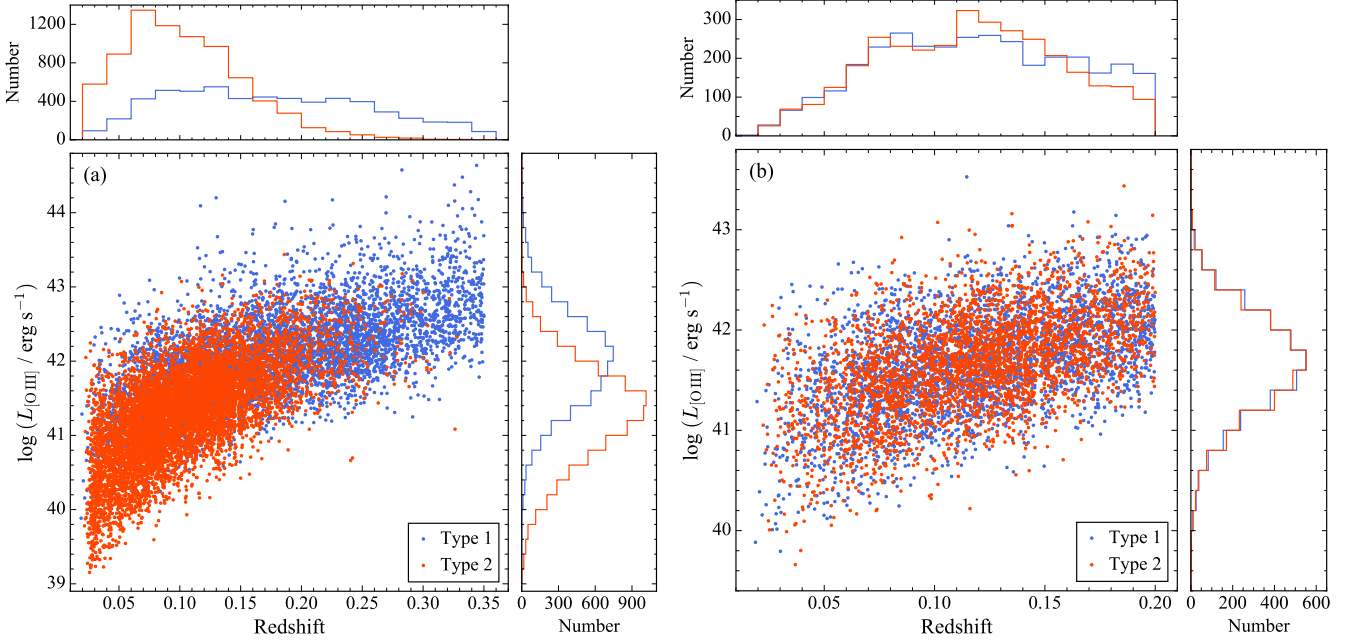 1200
800
400
0
Number
(a)
44
43
42
41
40
39
log (L[OIII] / erg s−1)
Type 1
Type 2
0.05 0.10 0.15 0.20 0.25 0.30 0.35
Redshift
0 300 600 900
Number
300
200
100
0
Number
(b)
43
42
41
40
log (L[OIII] / erg s−1)
Type 1
Type 2
0.05 0.10 0.15 0.20
Redshift
0 200 400 600
Number